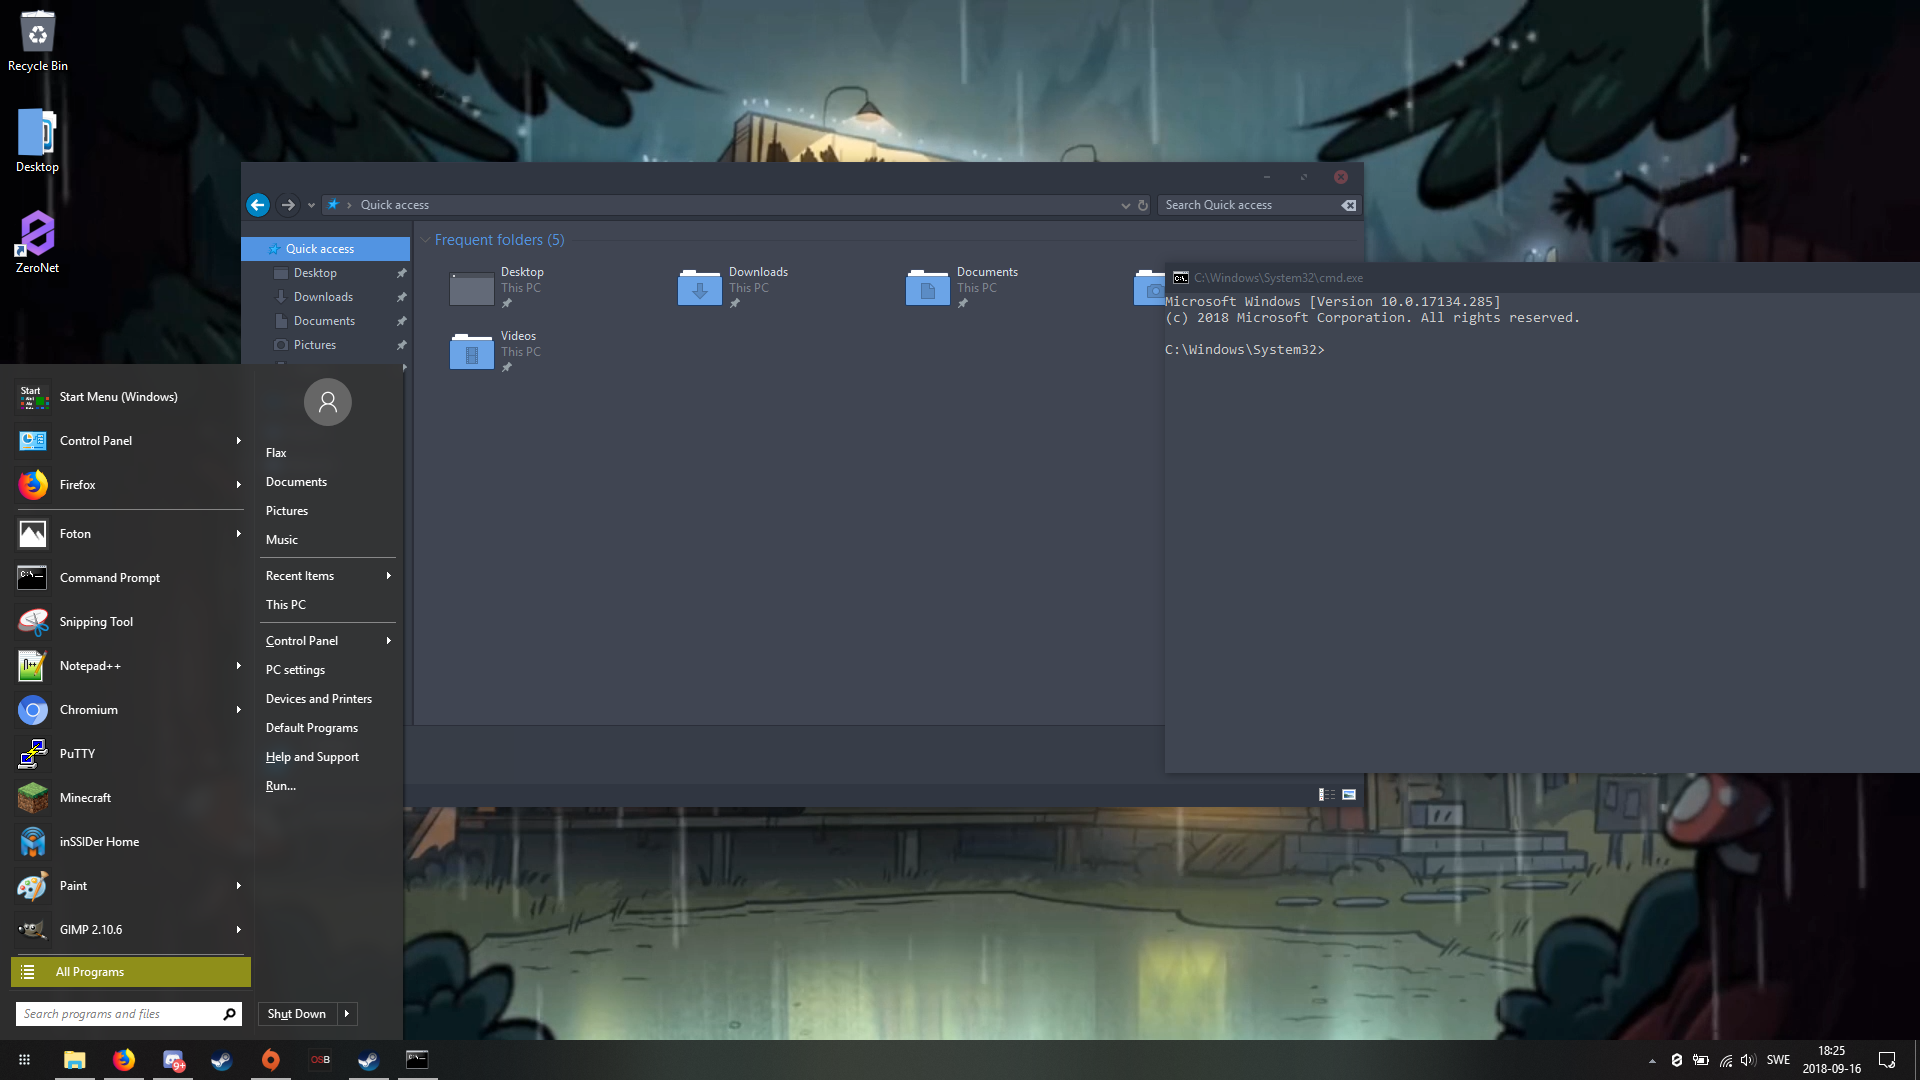 Recycle Bin
Desktop
ZeroNet
Quick access
Search Quick access
Quick access
Desktop
Downloads
Documents
Pictures
Frequent folders (5)
Desktop
This PC
Downloads
This PC
Documents
This PC
Videos
This PC
C:\Windows\System32\cmd.exe
Microsoft Windows [Version 10.0.17134.285]
(c) 2018 Microsoft Corporation. All rights reserved.
C:\Windows\System32>
Start
Start Menu (Windows)
Control Panel
Firefox
Foton
C:\
Command Prompt
Snipping Tool
Notepad++
Chromium
PuTTY
Minecraft
inSSIDer Home
Paint
GIMP 2.10.6
All Programs
Search programs and files
Flax
Documents
Pictures
Music
Recent Items
This PC
Control Panel
PC settings
Devices and Printers
Default Programs
Help and Support
Run...
Shut Down
9+
OSB
SWE
18:25
2018-09-16